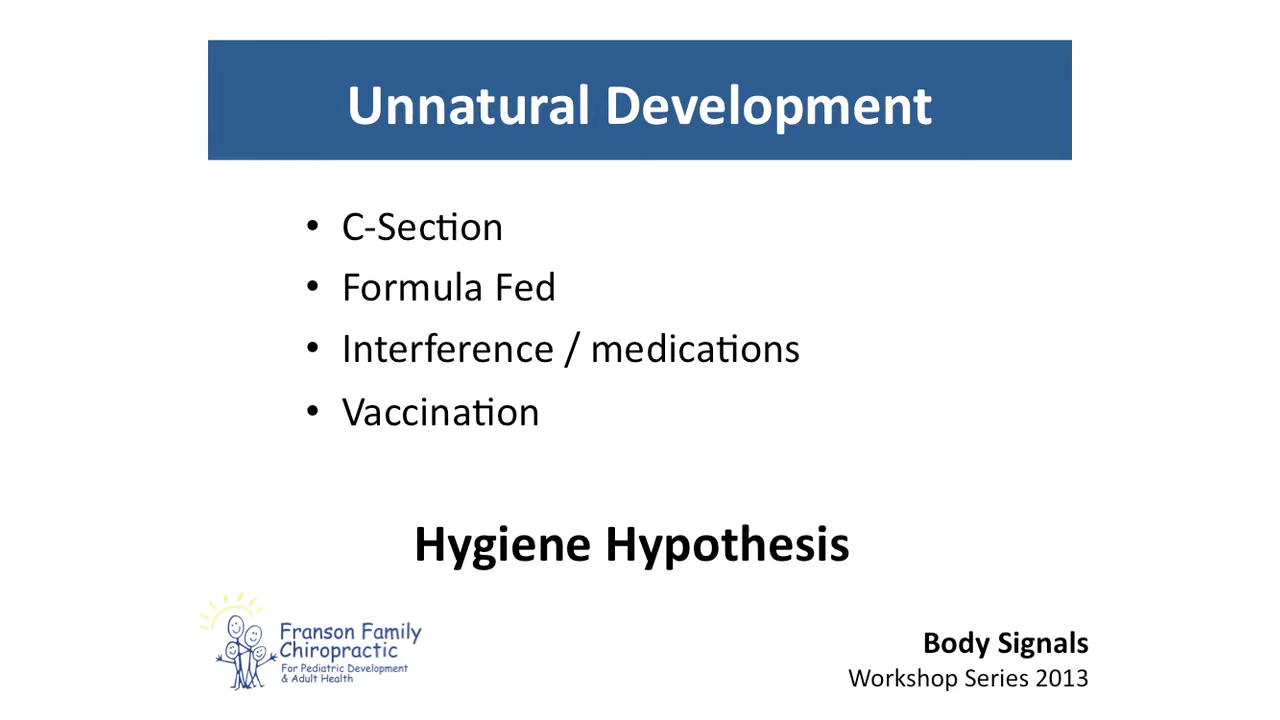 Unnatural Development
• C-Section
• Formula Fed
• Interference / medications
• Vaccination
Hygiene Hypothesis
Franson Family
Chiropractic
For Pediatric Development
& Adult Health
Body Signals
Workshop Series 2013